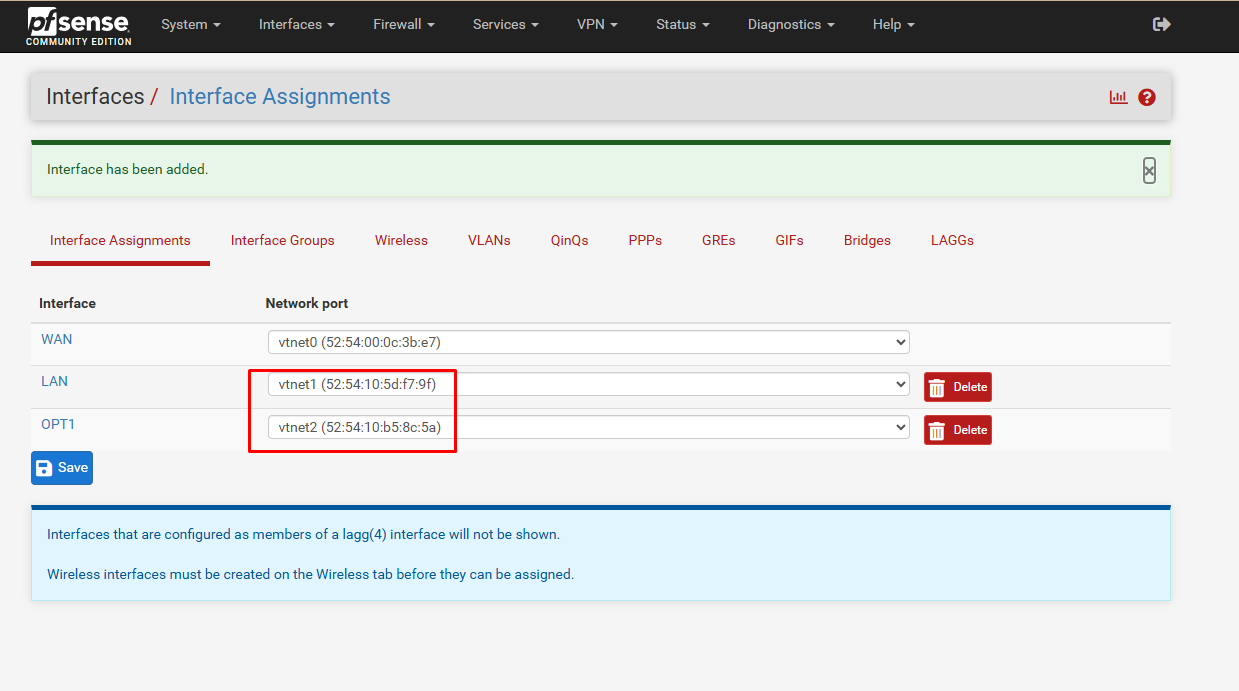 pfsense
COMMUNITY EDITION
System Interfaces Firewall Services VPN Status Diagnostics Help
Interfaces / Interface Assignments
Interface has been added.
Interface Assignments Interface Groups Wireless VLANs QinQs PPPs GREs GIFs Bridges LAGGs
Interface Network port
WAN vtnet0 (52:54:00:0c:3b:e7)
LAN vtnet1 (52:54:10:5d:f7:9f) Delete
OPT1 vtnet2 (52:54:10:b5:8c:5a) Delete
Save
Interfaces that are configured as members of a lagg(4) interface will not be shown.
Wireless interfaces must be created on the Wireless tab before they can be assigned.